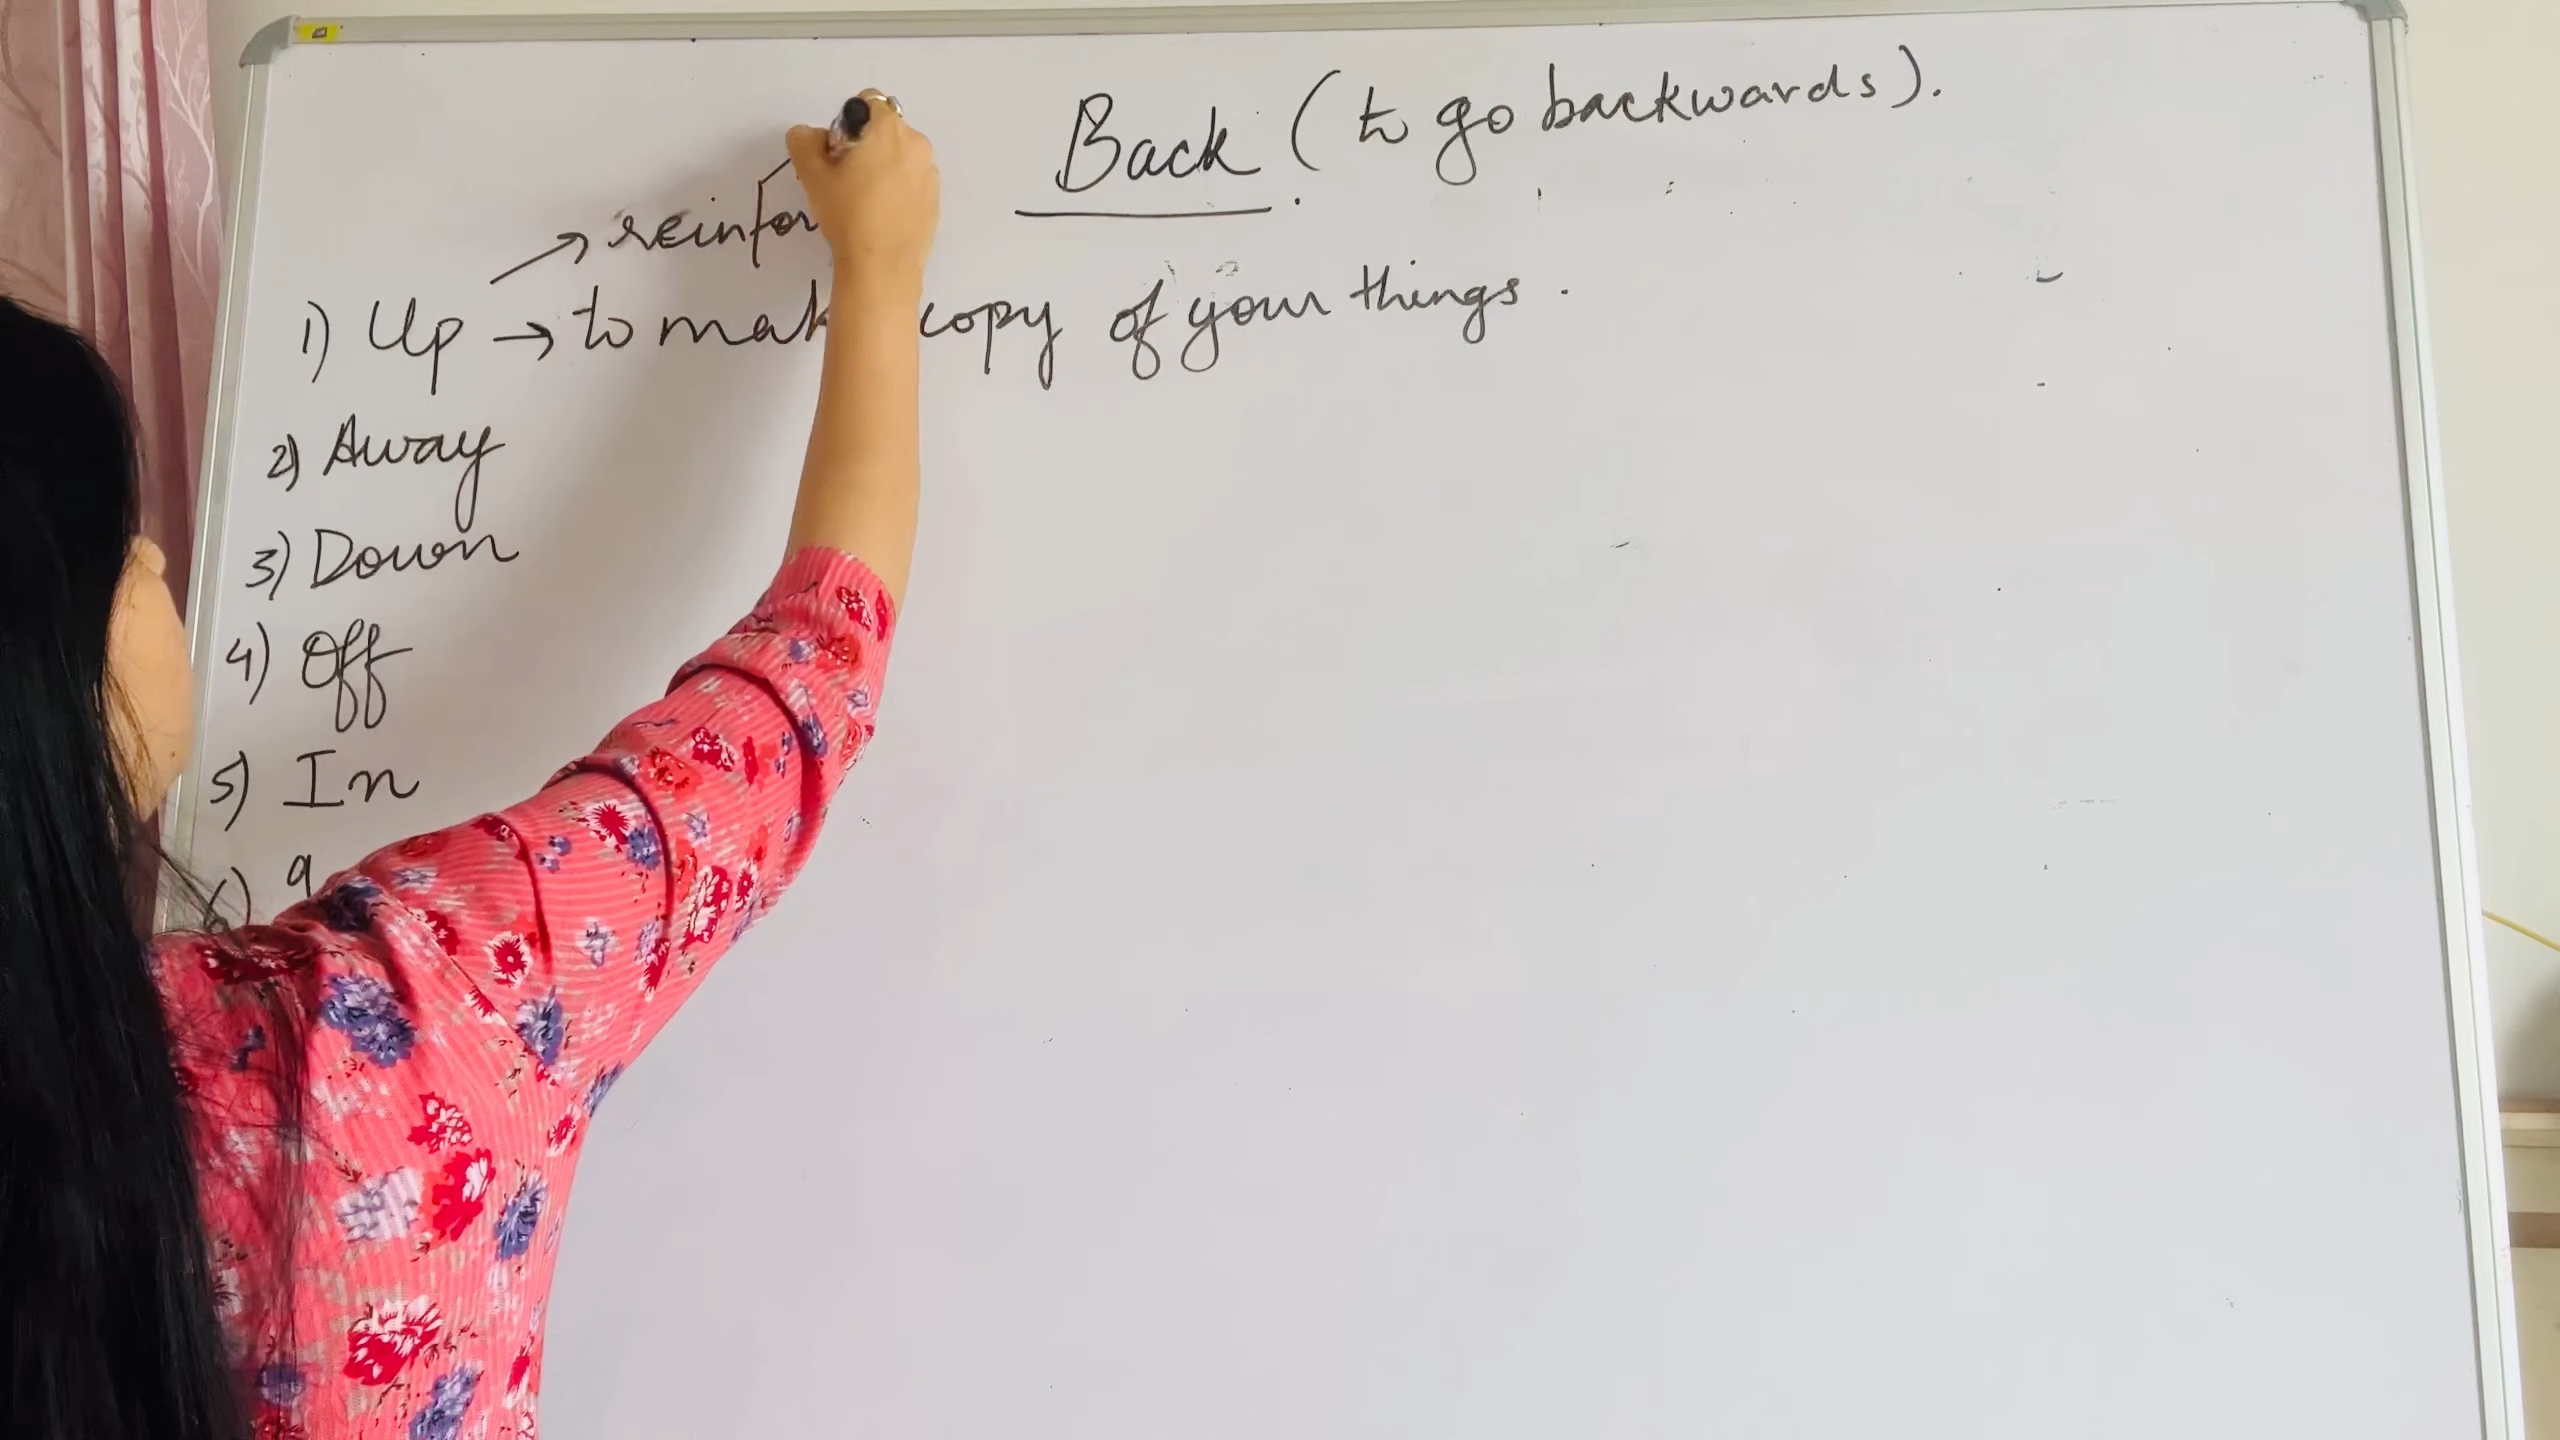 Back (to go backwards).
→ reinfor
1) Up → to mak copy of your things.
2) Away
3) Down
4) Off
5) In